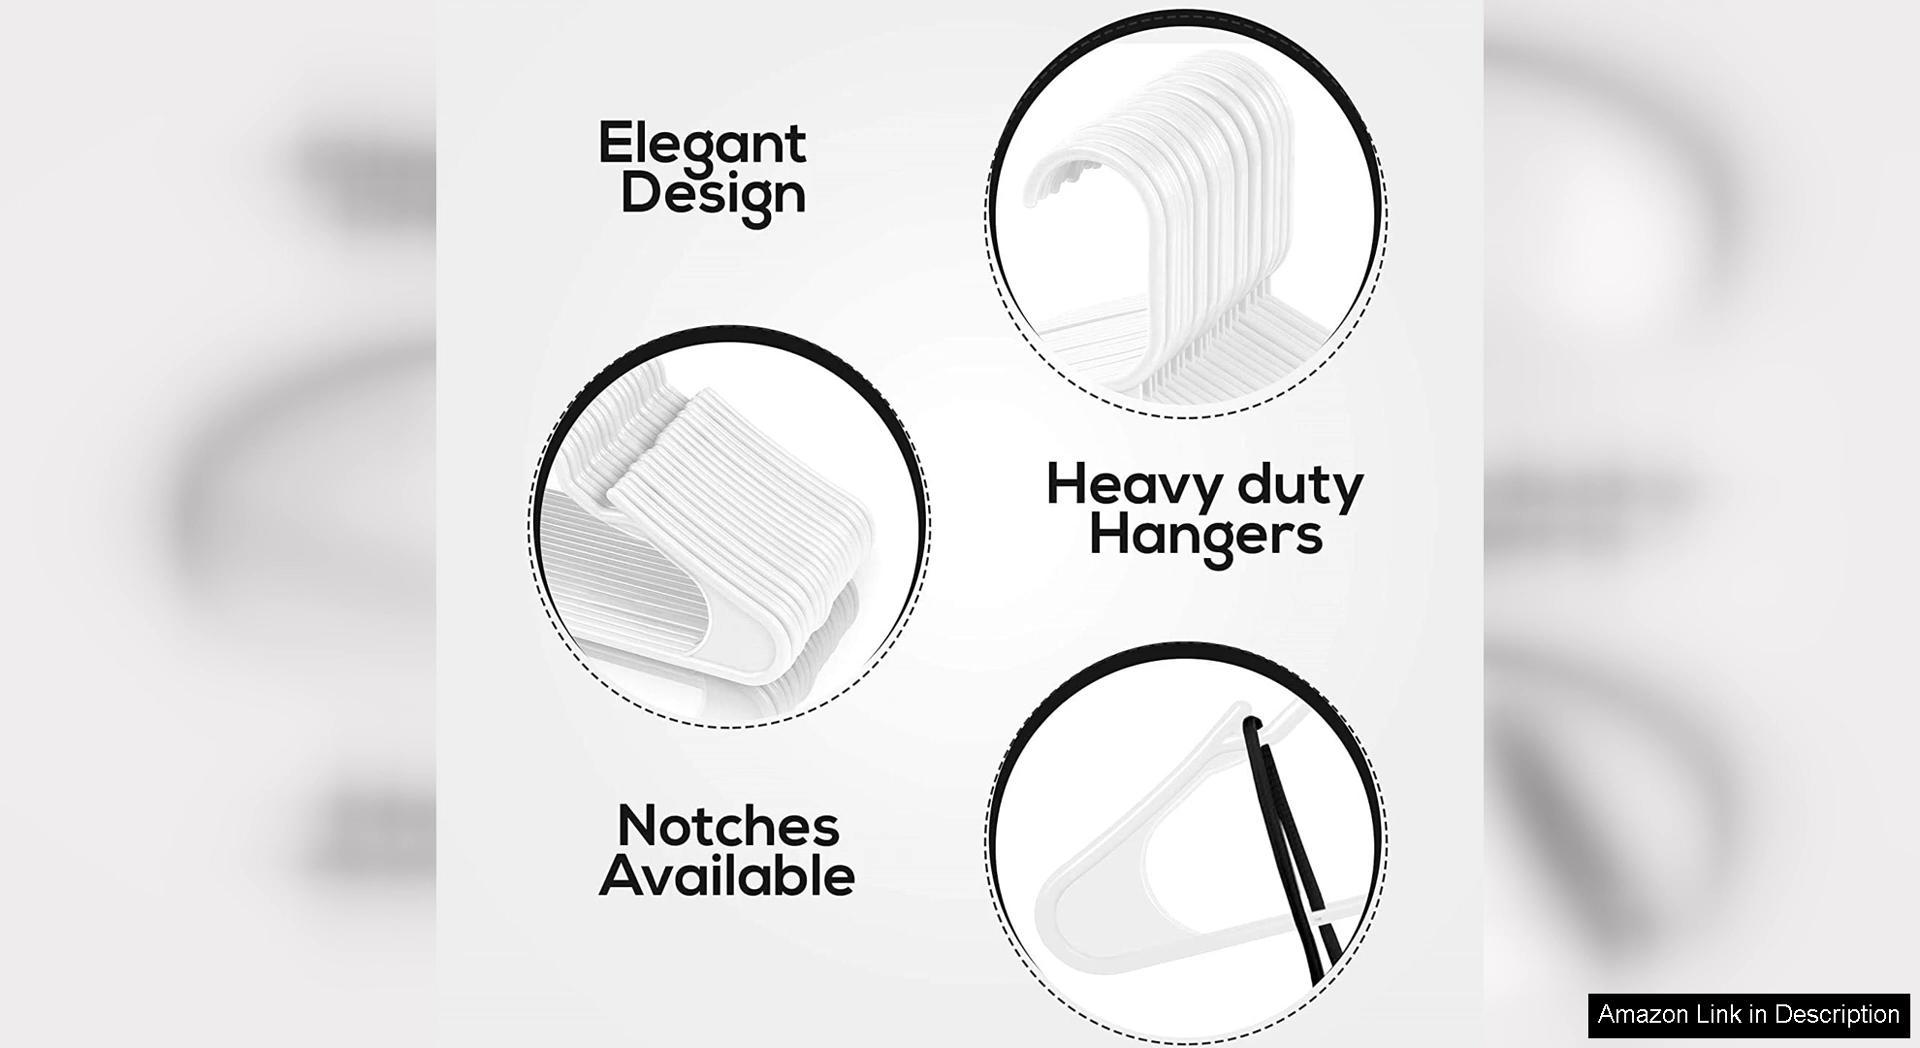 Elegant
Design
Heavy duty
Hangers
Notches
Available
Amazon Link in Description